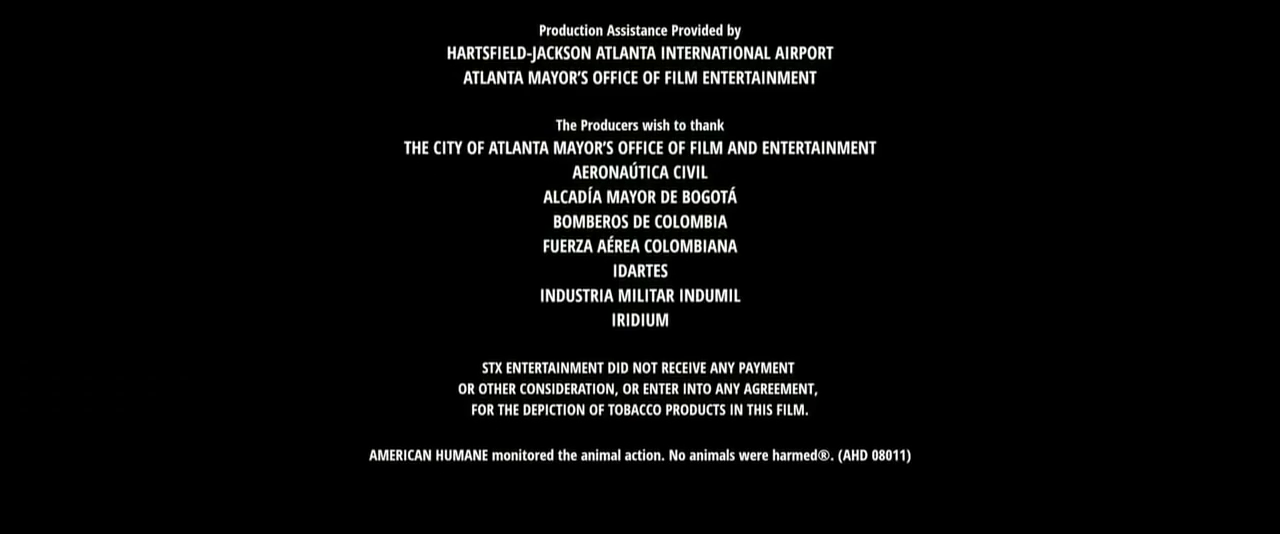 Production Assistance Provided by
HARTSFIELD-JACKSON ATLANTA INTERNATIONAL AIRPORT
ATLANTA MAYOR'S OFFICE OF FILM ENTERTAINMENT
The Producers wish to thank
THE CITY OF ATLANTA MAYOR'S OFFICE OF FILM AND ENTERTAINMENT
AERONAÚTICA CIVIL
ALCADÍA MAYOR DE BOGOTÁ
BOMBEROS DE COLOMBIA
FUERZA AÉREA COLOMBIANA
IDARTES
INDUSTRIA MILITAR INDUMIL
IRIDIUM
STX ENTERTAINMENT DID NOT RECEIVE ANY PAYMENT
OR OTHER CONSIDERATION, OR ENTER INTO ANY AGREEMENT,
FOR THE DEPICTION OF TOBACCO PRODUCTS IN THIS FILM.
AMERICAN HUMANE monitored the animal action. No animals were harmed®. (AHD 08011)